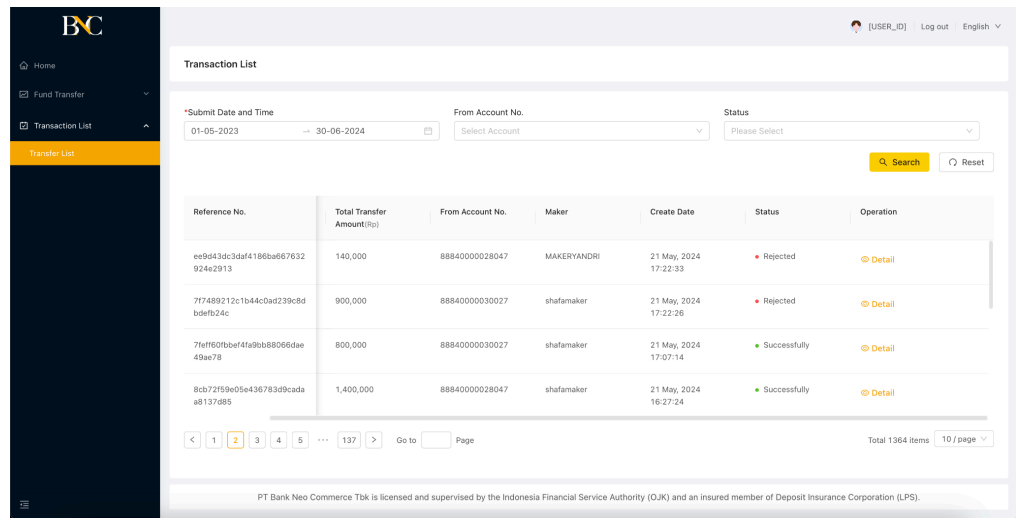 BNC
[USER_ID] Log out English
Home
Fund Transfer
Transaction List
Transfer List
Transaction List
*Submit Date and Time From Account No. Status
01-05-2023 → 30-06-2024 Select Account Please Select
Search Reset
Reference No. Total Transfer Amount(Rp) From Account No. Maker Create Date Status Operation
ee9d43dc3daf4186ba667632 140,000 88840000028047 MAKERYANDRI 21 May, 2024 Rejected Detail
924e2913 17:22:33
7f7489212c1b44c0ad239c8d 900,000 88840000030027 shafamaker 21 May, 2024 Rejected Detail
bdefb24c 17:22:26
7feff60fbbef4fa9bb88066dae 800,000 88840000030027 shafamaker 21 May, 2024 Successfully Detail
49ae78 17:07:14
8cb72f59e05e436783d9cada 1,400,000 88840000028047 shafamaker 21 May, 2024 Successfully Detail
a8137d85 16:27:24
< 1 2 3 4 5 ··· 137 > Go to Page Total 1364 items 10 / page
PT Bank Neo Commerce Tbk is licensed and supervised by the Indonesia Financial Service Authority (OJK) and an insured member of Deposit Insurance Corporation (LPS).